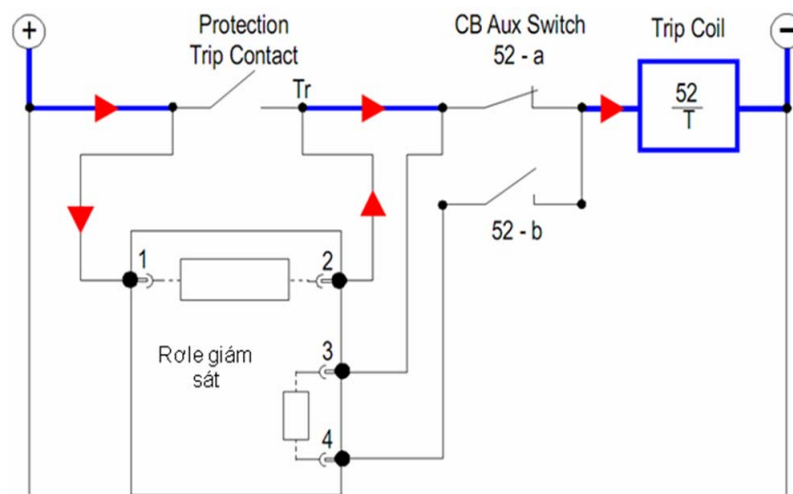 +
Protection
Trip Contact
CB Aux Switch
52 - a
Trip Coil
−
Tr
52
T
52 - b
1
2
Rơle giám
sát
3
4